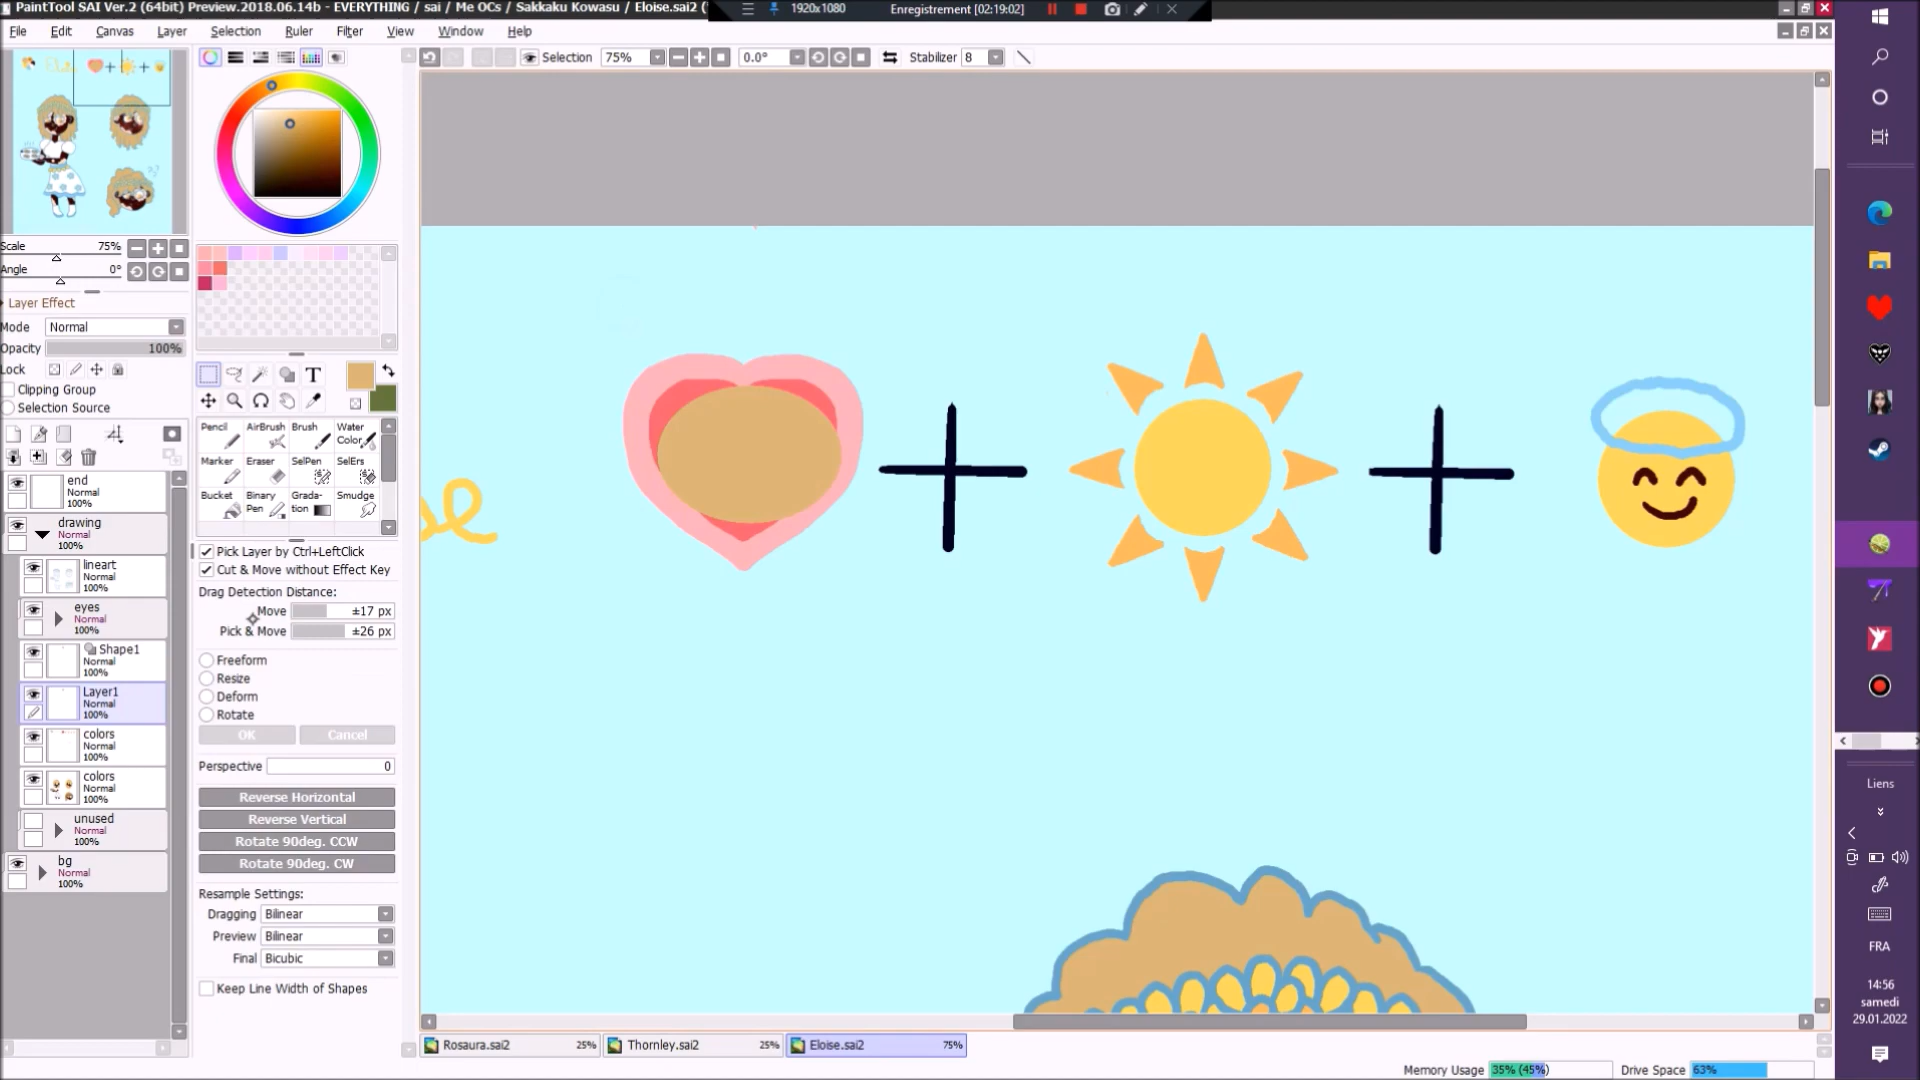 PaintTool SAI Ver.2 (64bit) Preview.2018.06.14b - EVERYTHING / sai / Me OCs / Sakkaku Kowasu / Eloise.sai2 (
1920x1080
Enregistrement [02:19:02]
File Edit Canvas Layer Selection Ruler Filter View Window Help
Selection 75% 0.0° Stabilizer 8
Scale 75%
Angle 0°
Layer Effect
Mode Normal
Opacity 100%
Lock
Clipping Group
Selection Source
end
Normal
100%
drawing
Normal
100%
lineart
Normal
100%
eyes
Normal
100%
Shape1
Normal
100%
Layer1
Normal
100%
colors
Normal
100%
colors
Normal
100%
unused
Normal
100%
bg
Normal
100%
T
Pencil AirBrush Brush Water Color
Marker Eraser SelPen SelErs
Bucket Binary Pen Grada-tion Smudge
Pick Layer by Ctrl+LeftClick
Cut & Move without Effect Key
Drag Detection Distance:
Move ±17 px
Pick & Move ±26 px
Freeform
Resize
Deform
Rotate
OK Cancel
Perspective 0
Reverse Horizontal
Reverse Vertical
Rotate 90deg. CCW
Rotate 90deg. CW
Resample Settings:
Dragging Bilinear
Preview Bilinear
Final Bicubic
Keep Line Width of Shapes
se
Rosaura.sai2 25% Thornley.sai2 25% Eloise.sai2 75%
Memory Usage 35% (45%) Drive Space 63%
Liens
FRA
14:56
samedi
29.01.2022